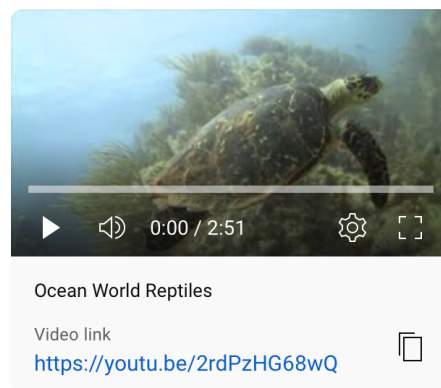 0:00 / 2:51
Ocean World Reptiles
Video link
https://youtu.be/2rdPzHG68wQ